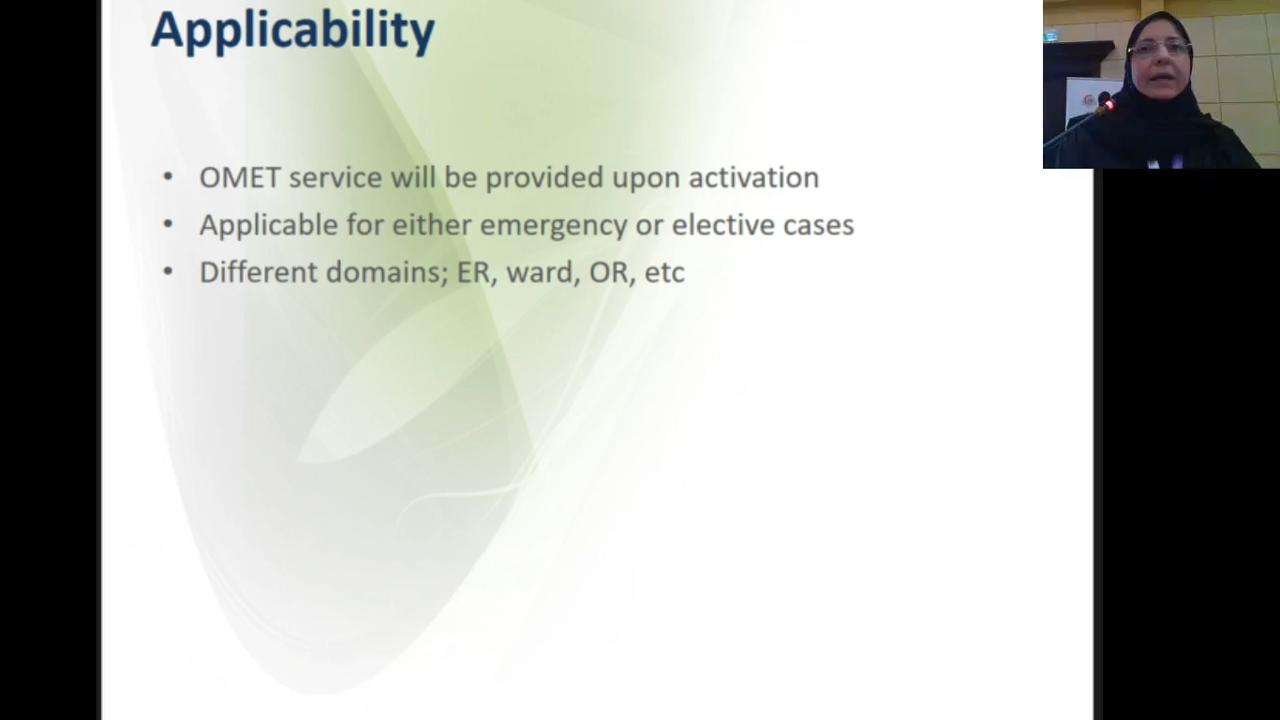 Applicability
• OMET service will be provided upon activation
• Applicable for either emergency or elective cases
• Different domains; ER, ward, OR, etc